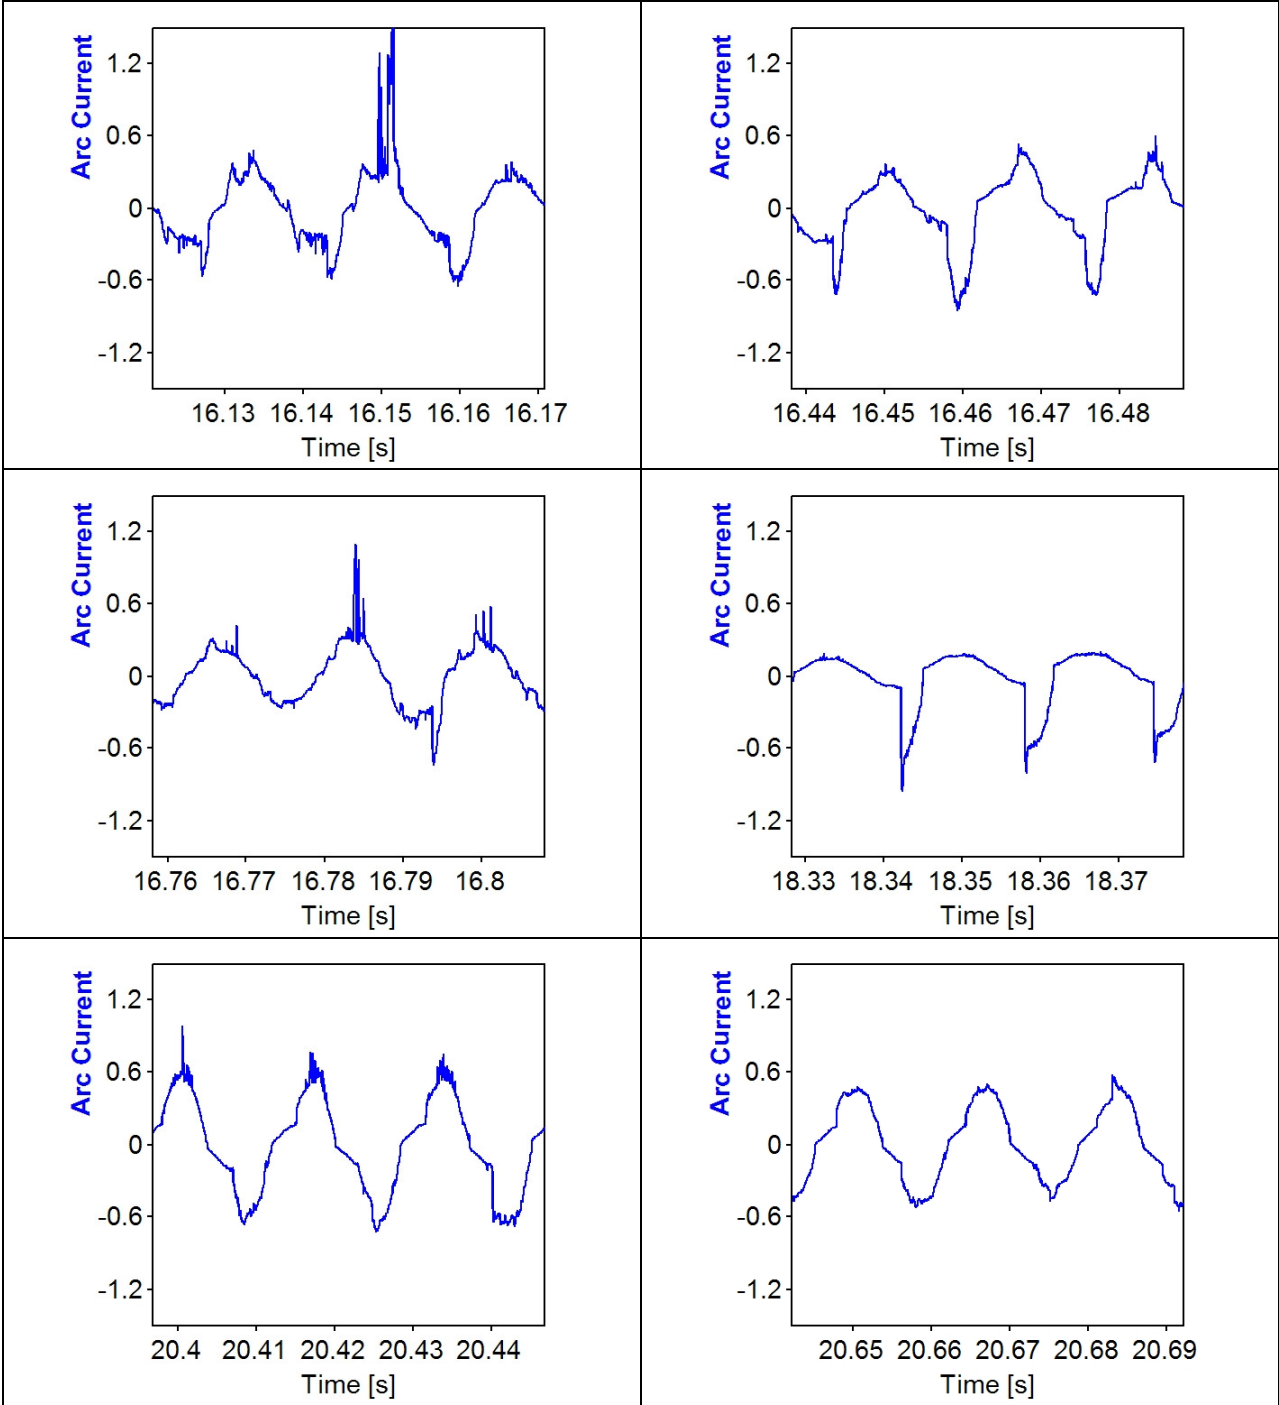 Arc Current
1.2
0.6
0
-0.6
-1.2
16.13 16.14 16.15 16.16 16.17
Time [s]
Arc Current
1.2
0.6
0
-0.6
-1.2
16.44 16.45 16.46 16.47 16.48
Time [s]
Arc Current
1.2
0.6
0
-0.6
-1.2
16.76 16.77 16.78 16.79 16.8
Time [s]
Arc Current
1.2
0.6
0
-0.6
-1.2
18.33 18.34 18.35 18.36 18.37
Time [s]
Arc Current
1.2
0.6
0
-0.6
-1.2
20.4 20.41 20.42 20.43 20.44
Time [s]
Arc Current
1.2
0.6
0
-0.6
-1.2
20.65 20.66 20.67 20.68 20.69
Time [s]